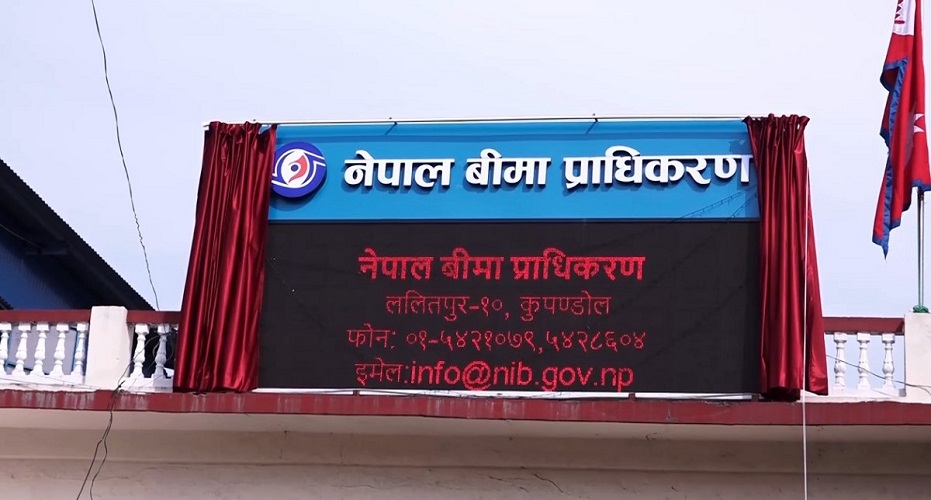 नेपाल बीमा प्राधिकरण
नेपाल बीमा प्राधिकरण
ललितपुर-१०, कुपण्डोल
फोन: ०१-५४२१०७९,५४२८६०४
इमेल:info@nib.gov.np